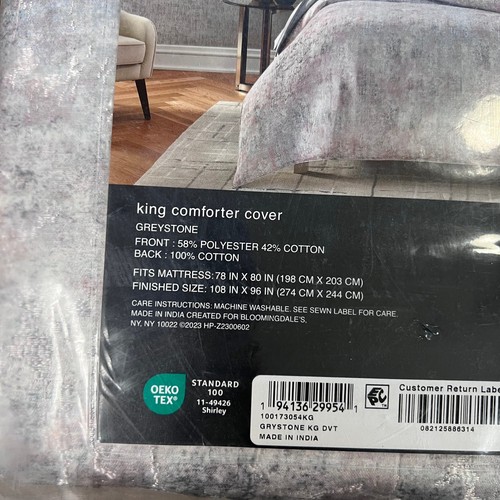 king comforter cover
GREYSTONE
FRONT : 58% POLYESTER 42% COTTON
BACK : 100% COTTON
FITS MATTRESS: 78 IN X 80 IN (198 CM X 203 CM)
FINISHED SIZE: 108 IN X 96 IN (274 CM X 244 CM)
CARE INSTRUCTIONS: MACHINE WASHABLE. SEE SEWN LABEL FOR CARE.
MADE IN INDIA CREATED FOR BLOOMINGDALE'S,
NY, NY 10022 ©2023 HP-Z2300602
OEKO
TEX®
STANDARD
100
11-49426
Shirley
1 94136 29954 1
100173054KG
GRYSTONE KG DVT
MADE IN INDIA
Customer Return Labe
082125886314